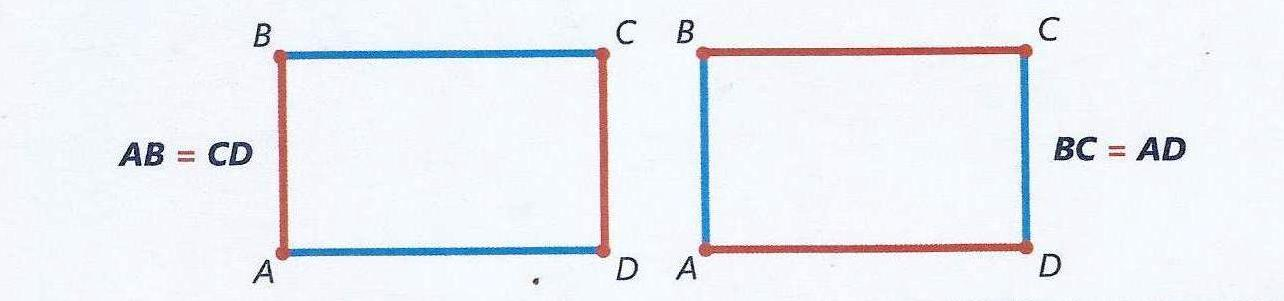 B C
AB = CD
A D
B C
BC = AD
A D